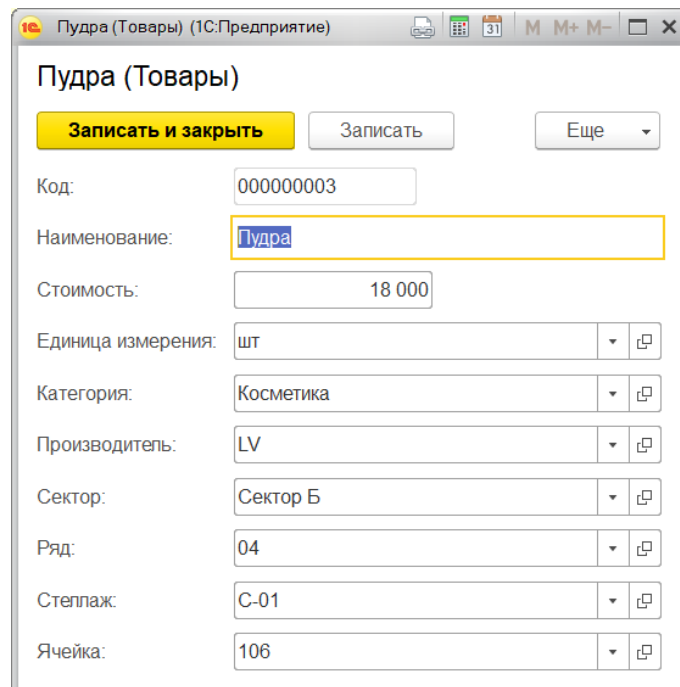 1С Пудра (Товары) (1С:Предприятие) 31 M M+ M-
Пудра (Товары)
Записать и закрыть Записать Еще
Код: 000000003
Наименование: Пудра
Стоимость: 18 000
Единица измерения: шт
Категория: Косметика
Производитель: LV
Сектор: Сектор Б
Ряд: 04
Стеллаж: С-01
Ячейка: 106